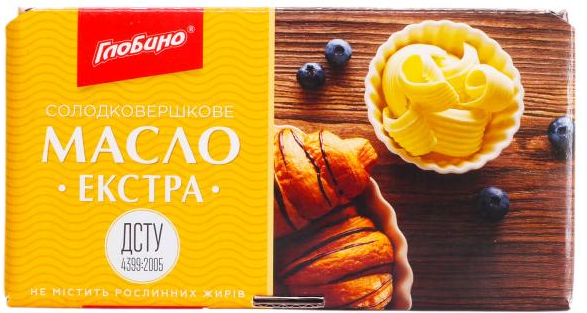 Глобино®
СОЛОДКОВЕРШКОВЕ
МАСЛО
• ЕКСТРА •
ДСТУ
4399:2005
НЕ МІСТИТЬ РОСЛИННИХ ЖИРІВ